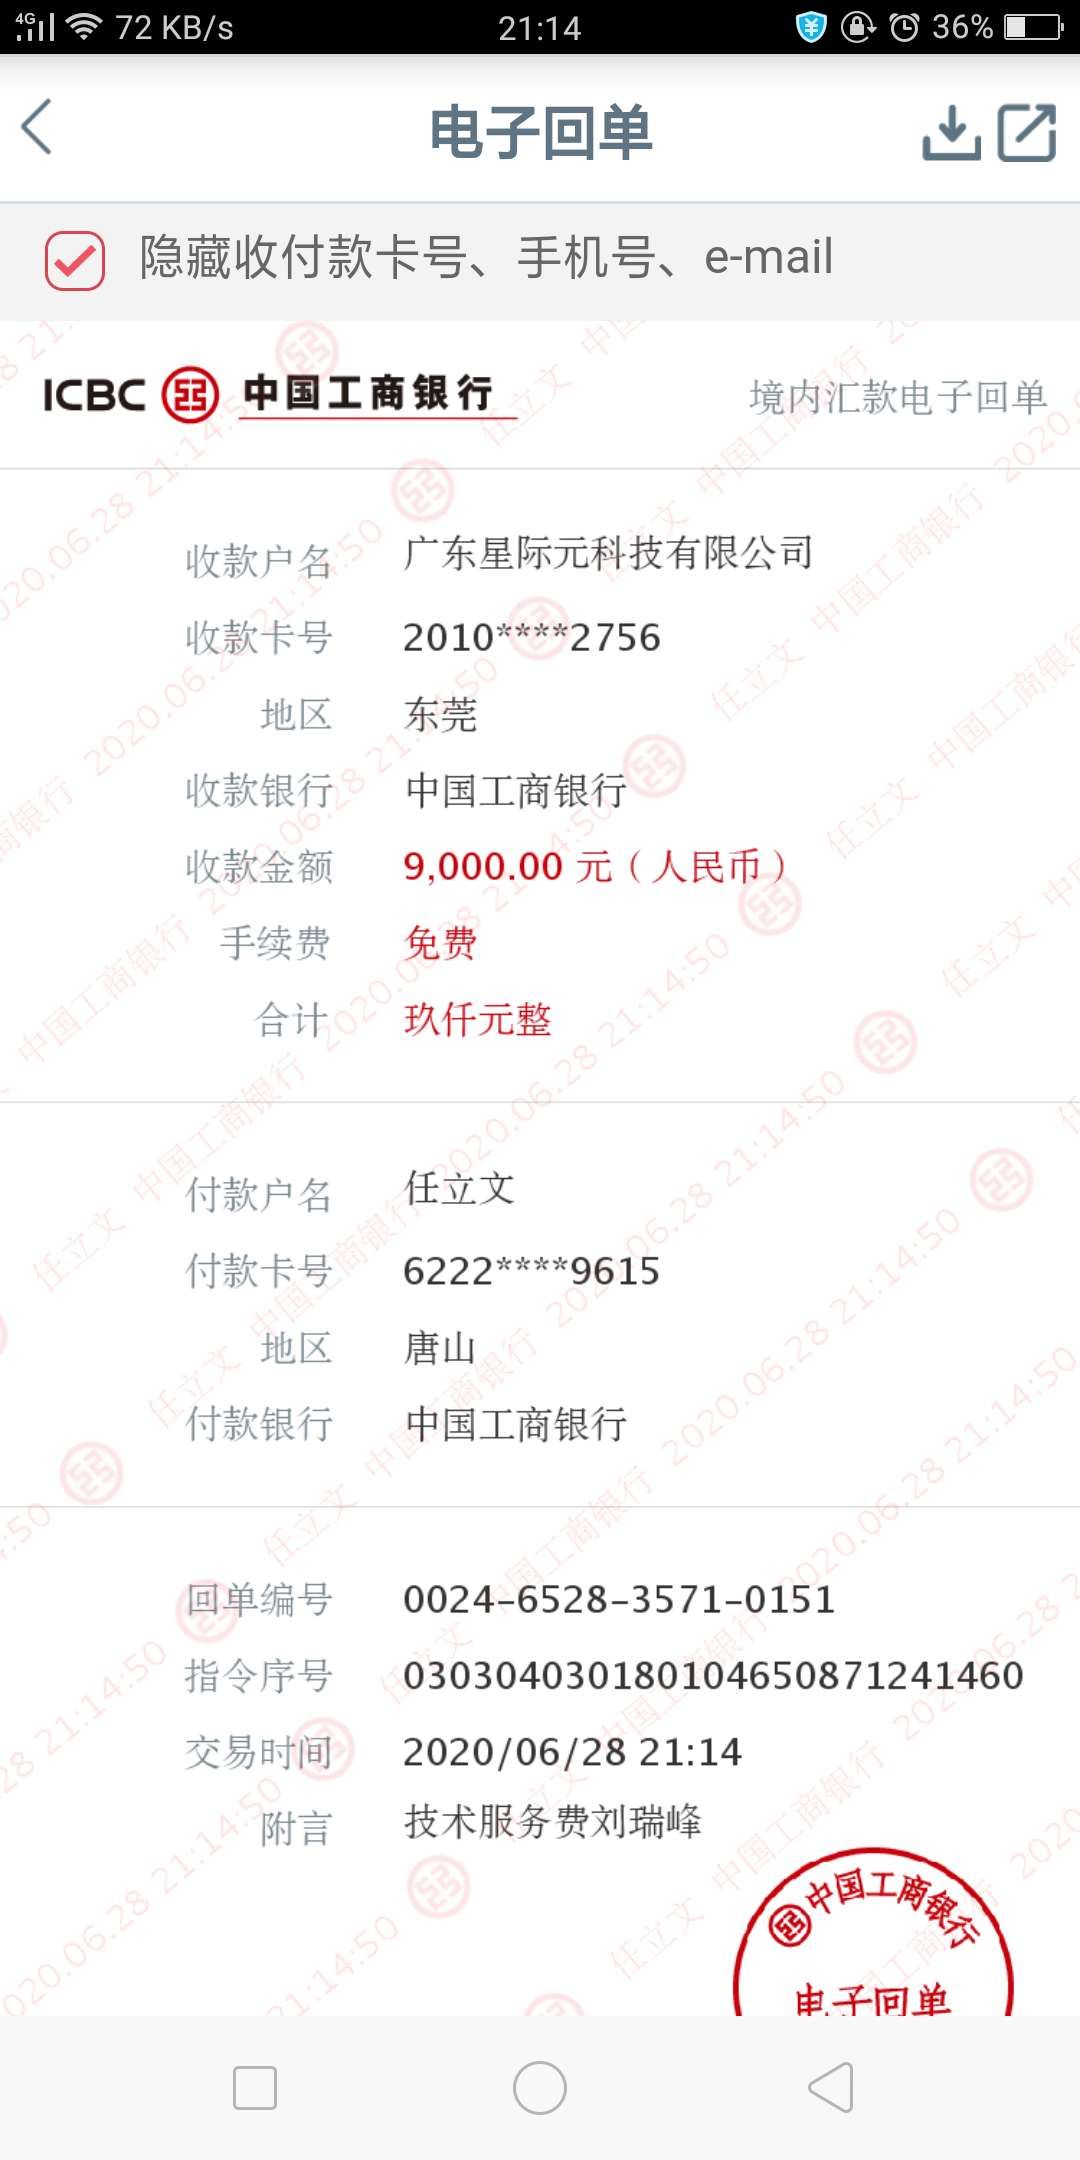 4G 72 KB/s 21:14 36%
电子回单
隐藏收付款卡号、手机号、e-mail
ICBC 中国工商银行 境内汇款电子回单
收款户名 广东星际元科技有限公司
收款卡号 2010****2756
地区 东莞
收款银行 中国工商银行
收款金额 9,000.00 元（人民币）
手续费 免费
合计 玖仟元整
付款户名 任立文
付款卡号 6222****9615
地区 唐山
付款银行 中国工商银行
回单编号 0024-6528-3571-0151
指令序号 030304030180104650871241460
交易时间 2020/06/28 21:14
附言 技术服务费刘瑞峰
中国工商银行
电子回单
任立文 中国工商银行 2020.06.28 21:14:50